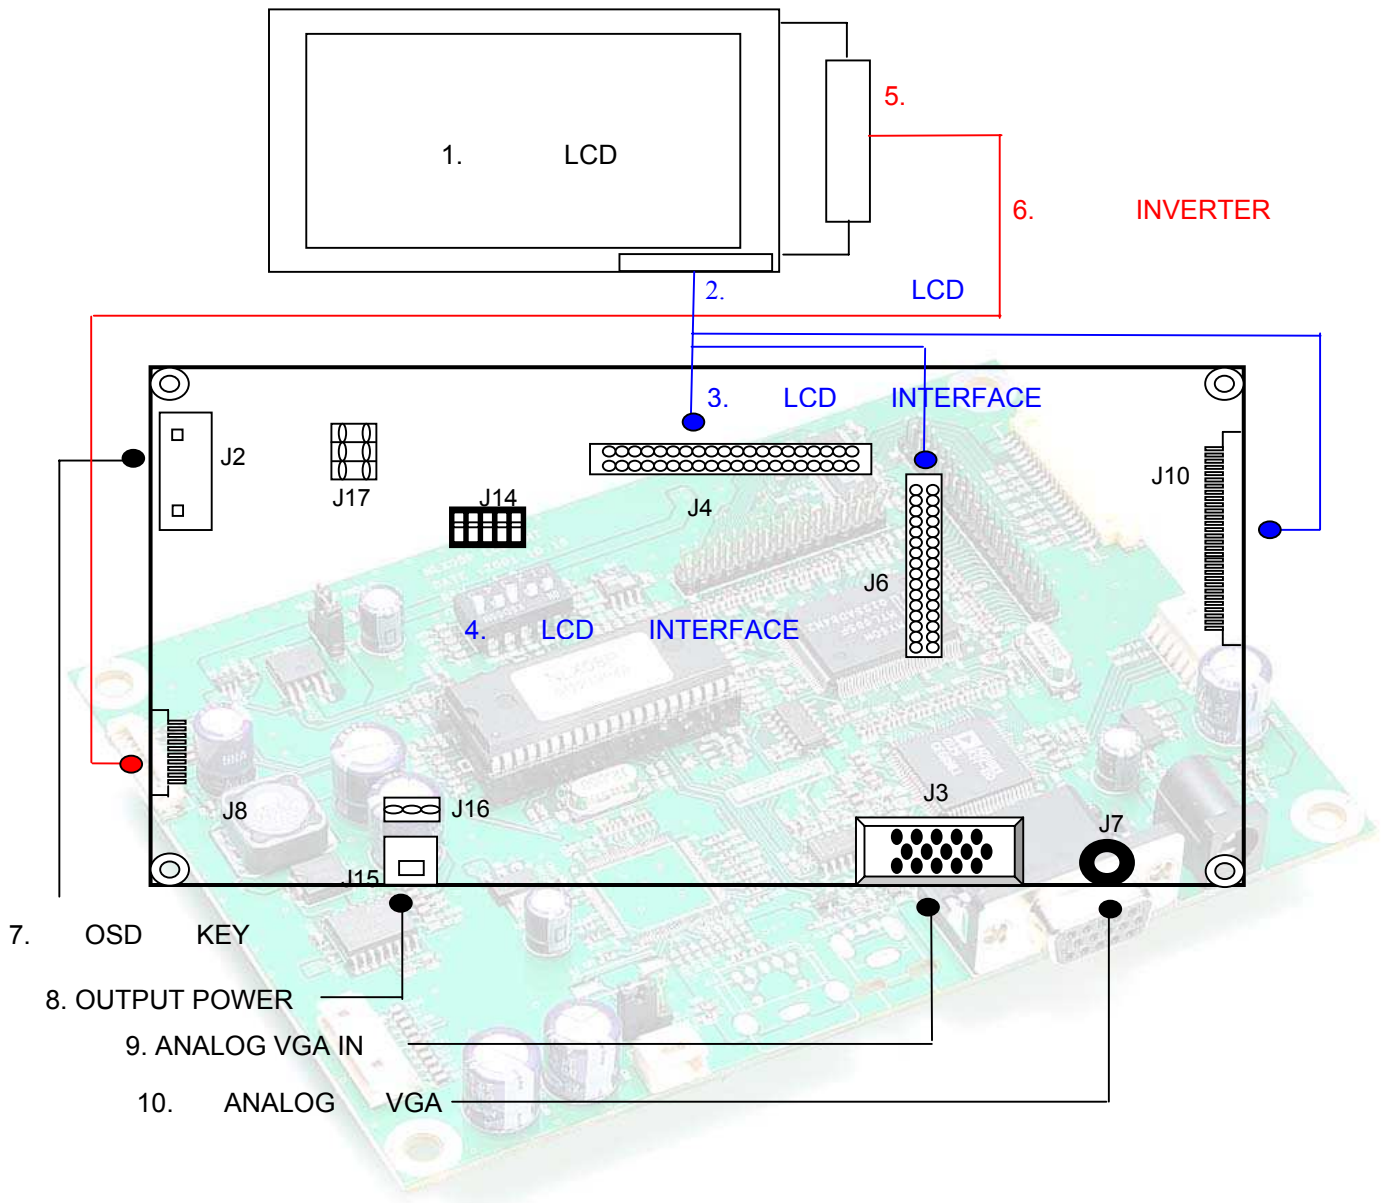 1. LCD
5.
6. INVERTER
2. LCD
3. LCD INTERFACE
J2
J17
J14
J4
J10
J6
4. LCD INTERFACE
J8
J16
J15
J3
J7
7. OSD KEY
8. OUTPUT POWER
9. ANALOG VGA IN
10. ANALOG VGA